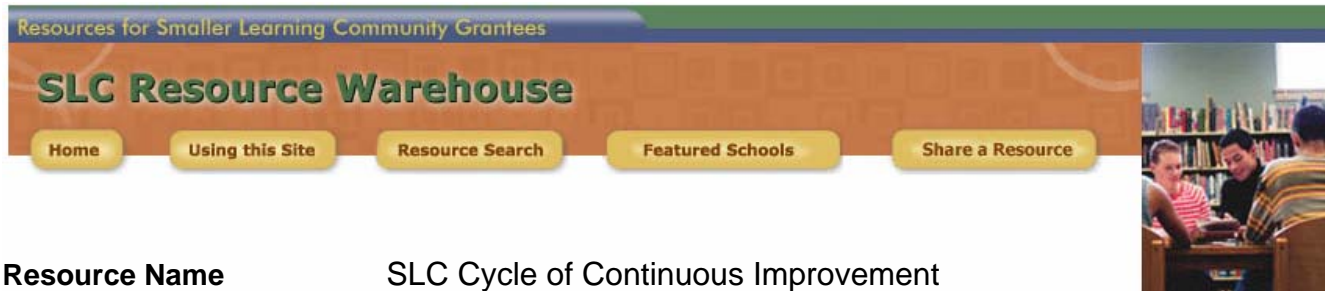 Resources for Smaller Learning Community Grantees
SLC Resource Warehouse
Home Using this Site Resource Search Featured Schools Share a Resource
Resource Name SLC Cycle of Continuous Improvement